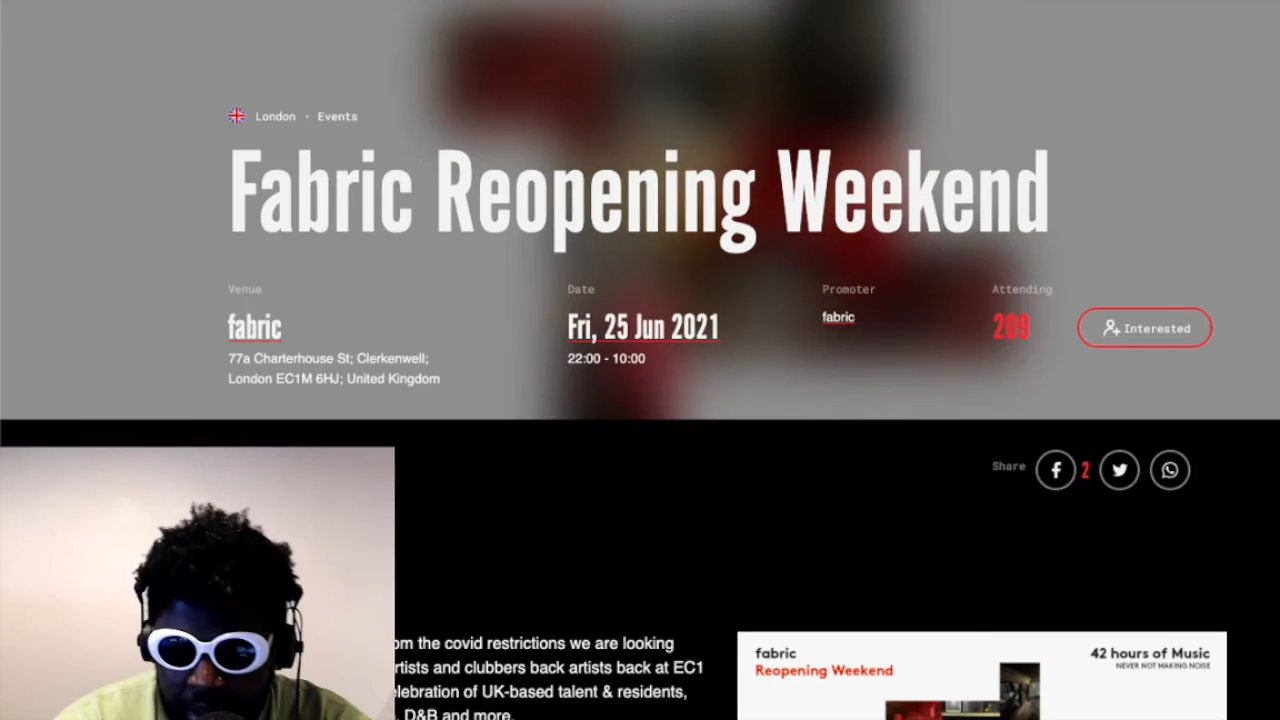 London · Events
Fabric Reopening Weekend
Venue
fabric
77a Charterhouse St; Clerkenwell;
London EC1M 6HJ; United Kingdom
Date
Fri, 25 Jun 2021
22:00 - 10:00
Promoter
fabric
Attending
209
Interested
Share
2
om the covid restrictions we are looking
rtists and clubbers back artists back at EC1
elebration of UK-based talent & residents,
, D&B and more.
fabric
Reopening Weekend
42 hours of Music
NEVER NOT MAKING NOISE